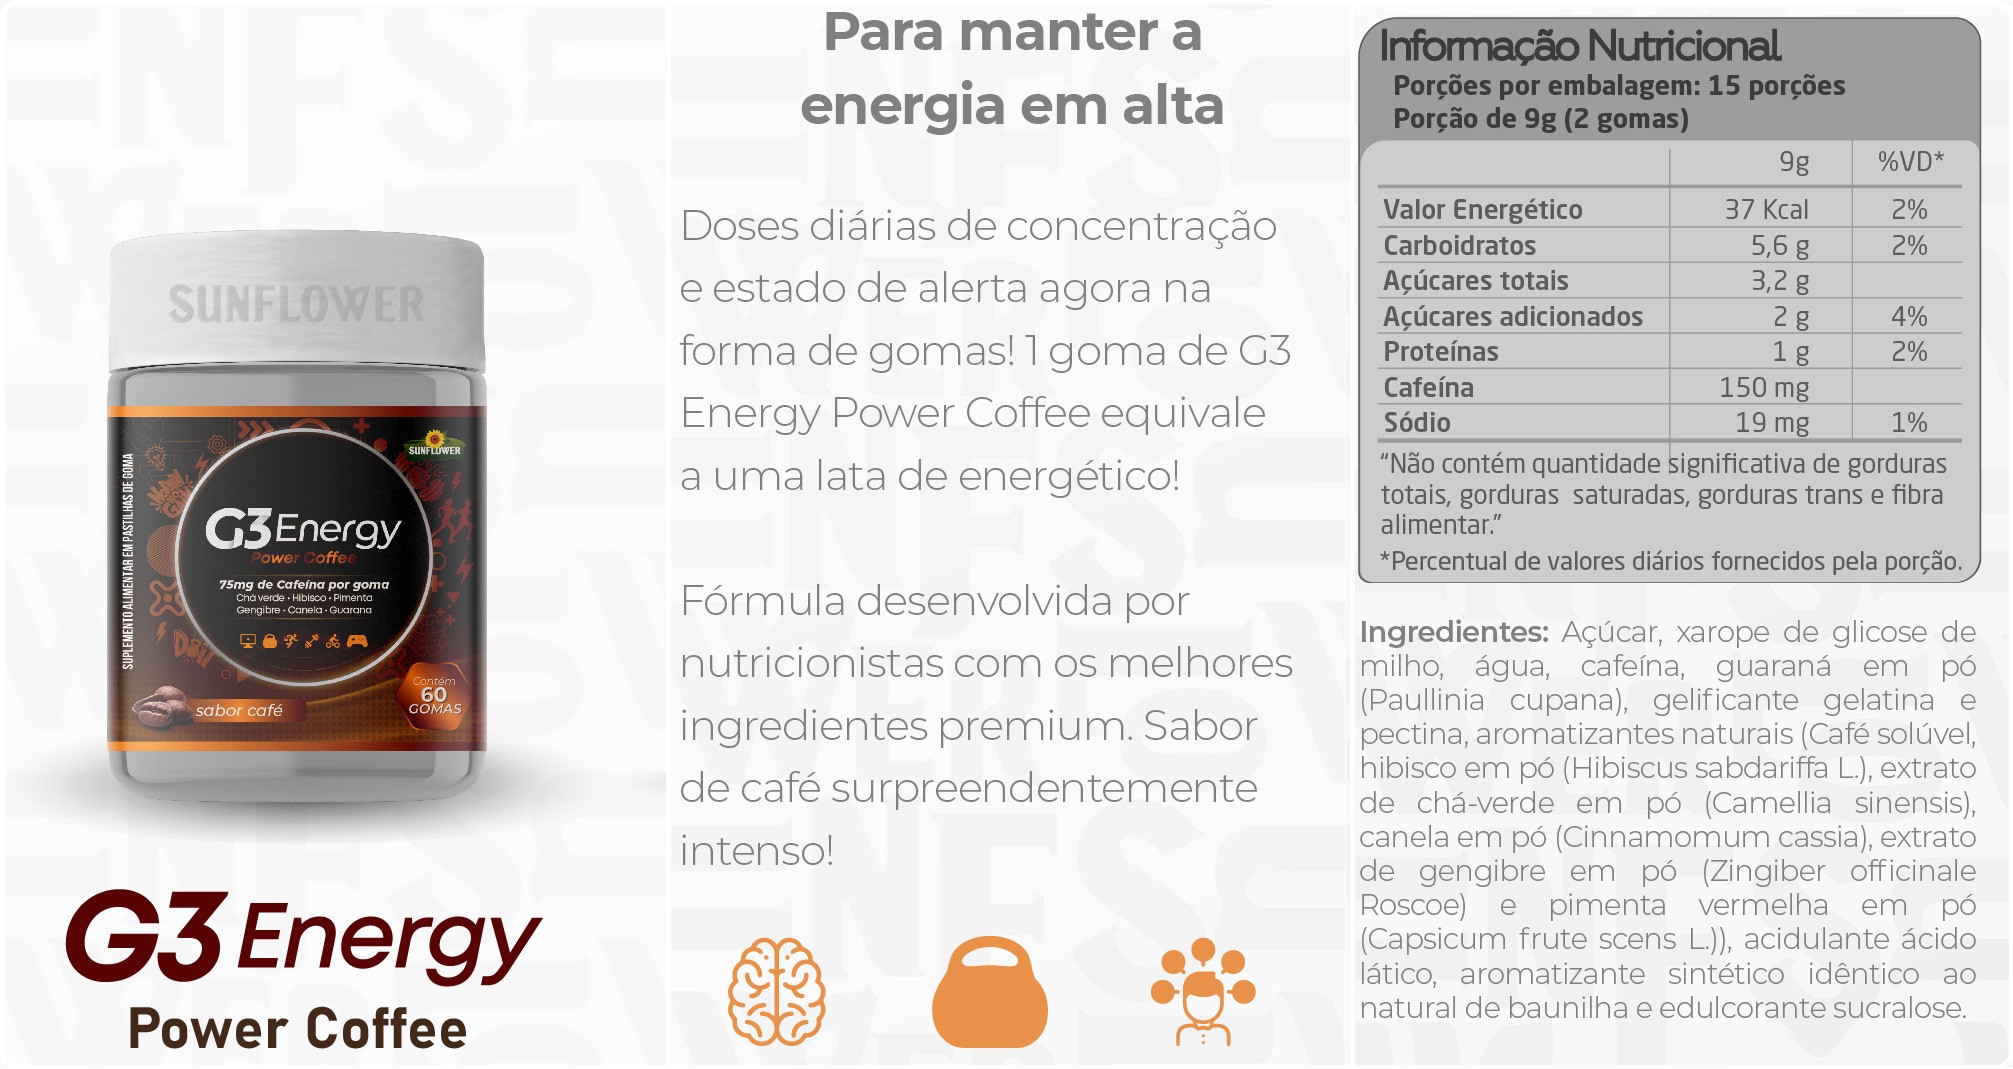 SUNFLOWER
SUNFLOWER
SUPLEMENTO ALIMENTAR EM PASTILHAS DE GOMA
G3 Energy
Power Coffee
75mg de Cafeína por goma
Chá verde • Hibisco • Pimenta
Gengibre • Canela • Guarana
Contém
60
GOMAS
sabor café
G3 Energy
Power Coffee
Para manter a
energia em alta
Doses diárias de concentração
e estado de alerta agora na
forma de gomas! 1 goma de G3
Energy Power Coffee equivale
a uma lata de energético!
Fórmula desenvolvida por
nutricionistas com os melhores
ingredientes premium. Sabor
de café surpreendentemente
intenso!
Informação Nutricional
Porções por embalagem: 15 porções
Porção de 9g (2 gomas)
9g %VD*
Valor Energético 37 Kcal 2%
Carboidratos 5,6 g 2%
Açúcares totais 3,2 g
Açúcares adicionados 2 g 4%
Proteínas 1 g 2%
Cafeína 150 mg
Sódio 19 mg 1%
“Não contém quantidade significativa de gorduras
totais, gorduras saturadas, gorduras trans e fibra
alimentar.”
*Percentual de valores diários fornecidos pela porção.
Ingredientes: Açúcar, xarope de glicose de
milho, água, cafeína, guaraná em pó
(Paullinia cupana), gelificante gelatina e
pectina, aromatizantes naturais (Café solúvel,
hibisco em pó (Hibiscus sabdariffa L.), extrato
de chá-verde em pó (Camellia sinensis),
canela em pó (Cinnamomum cassia), extrato
de gengibre em pó (Zingiber officinale
Roscoe) e pimenta vermelha em pó
(Capsicum frute scens L.)), acidulante ácido
lático, aromatizante sintético idêntico ao
natural de baunilha e edulcorante sucralose.